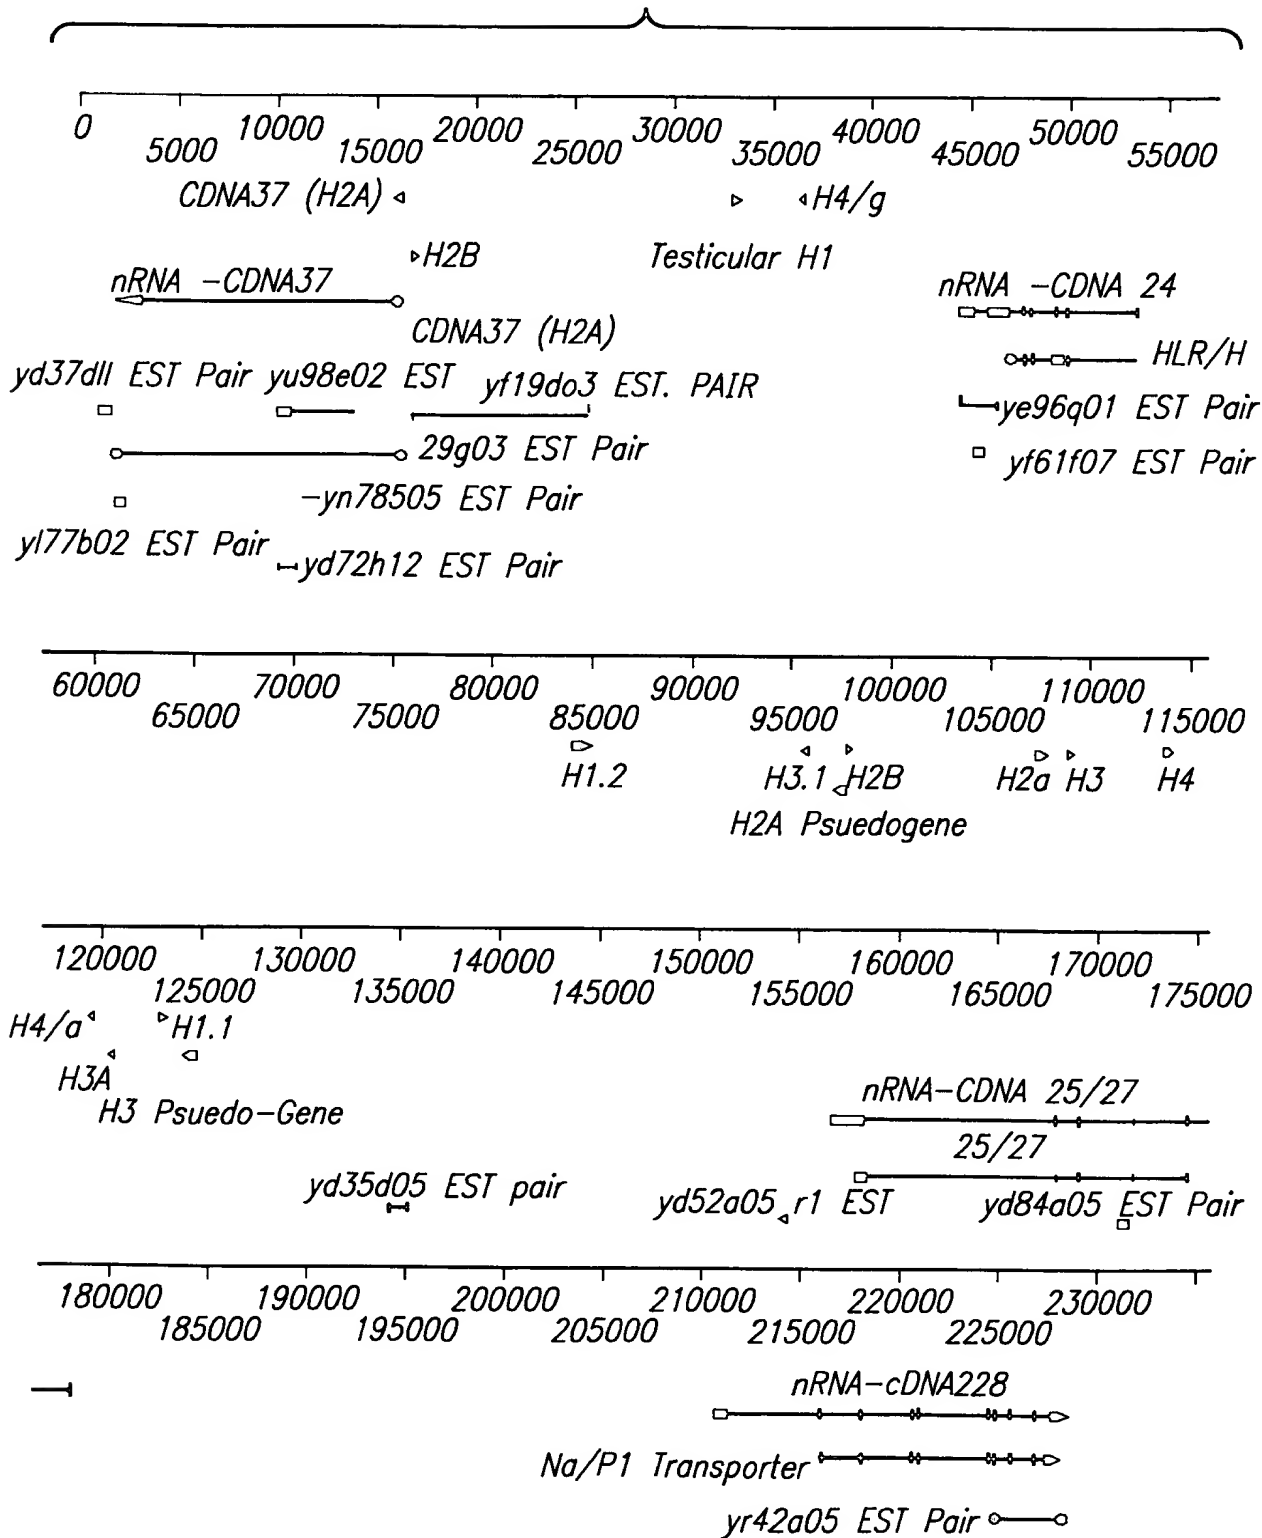 0 10000 20000 30000 40000 50000
5000 15000 25000 35000 45000 55000
CDNA37 (H2A) H4/g
H2B Testicular H1
nRNA -CDNA37 nRNA -CDNA 24
CDNA37 (H2A)
HLR/H
yd37dll EST Pair yu98e02 EST yf19do3 EST. PAIR
ye96q01 EST Pair
29g03 EST Pair yf61f07 EST Pair
-yn78505 EST Pair
yl77b02 EST Pair
yd72h12 EST Pair
60000 70000 80000 90000 100000 110000
65000 75000 85000 95000 105000 115000
H1.2 H3.1 H2B H2a H3 H4
H2A Psuedogene
120000 130000 140000 150000 160000 170000
125000 135000 145000 155000 165000 175000
H4/a H1.1
H3A
H3 Psuedo-Gene nRNA-CDNA 25/27
25/27
yd35d05 EST pair yd52a05 r1 EST yd84a05 EST Pair
180000 190000 200000 210000 220000 230000
185000 195000 205000 215000 225000
nRNA-cDNA228
Na/P1 Transporter
yr42a05 EST Pair